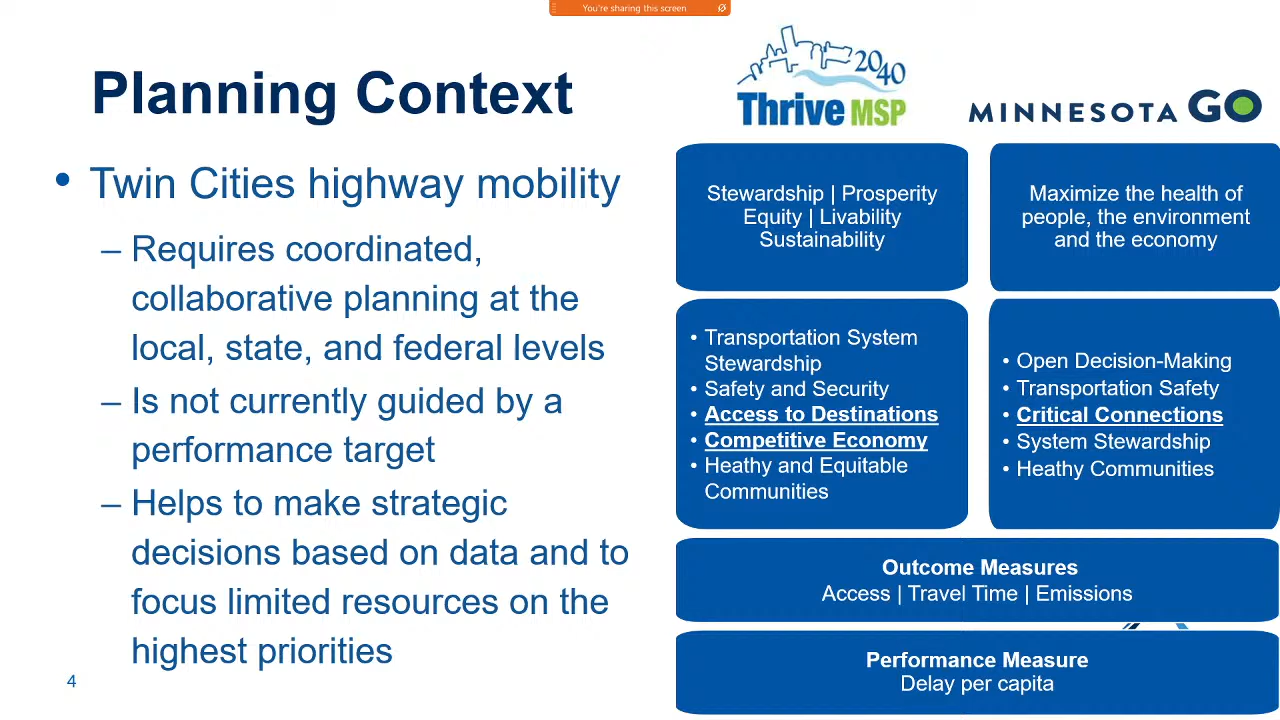 You're sharing this screen
Planning Context
• Twin Cities highway mobility
– Requires coordinated,
collaborative planning at the
local, state, and federal levels
– Is not currently guided by a
performance target
– Helps to make strategic
decisions based on data and to
focus limited resources on the
highest priorities
4
2040
Thrive MSP
MINNESOTA GO
Stewardship | Prosperity
Equity | Livability
Sustainability
Maximize the health of
people, the environment
and the economy
• Transportation System
Stewardship
• Safety and Security
• Access to Destinations
• Competitive Economy
• Heathy and Equitable
Communities
• Open Decision-Making
• Transportation Safety
• Critical Connections
• System Stewardship
• Heathy Communities
Outcome Measures
Access | Travel Time | Emissions
Performance Measure
Delay per capita